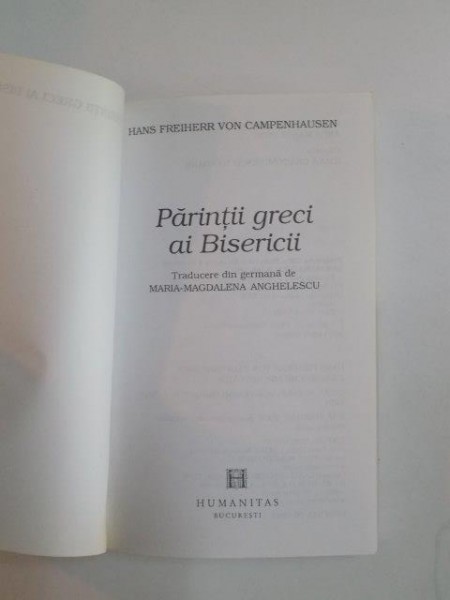 HANS FREIHERR VON CAMPENHAUSEN
Părinții greci
ai Bisericii
Traducere din germană de
MARIA-MAGDALENA ANGHELESCU
H
HUMANITAS
BUCUREȘTI